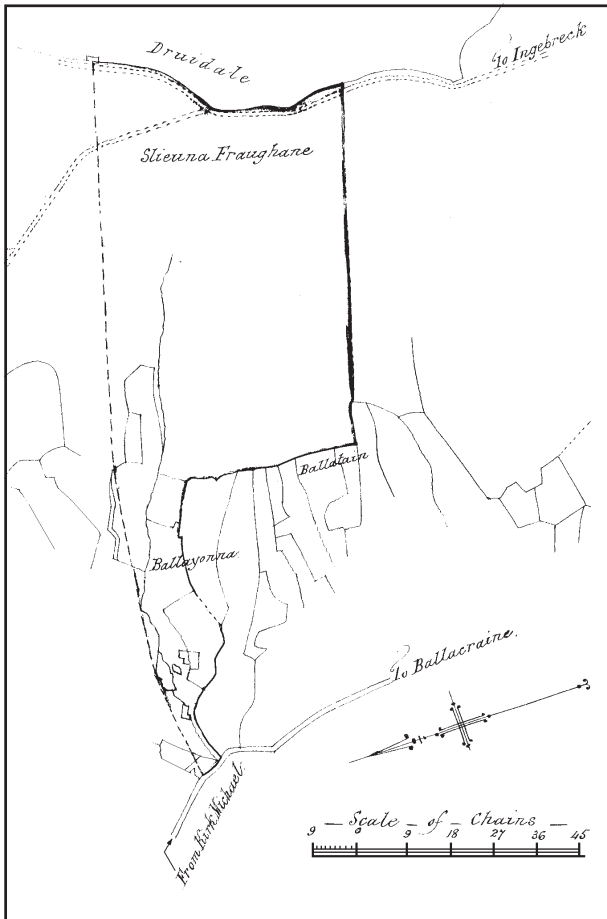 Druidale
To Ingebreck
Slieuna Fraughane
Ballatain
Ballayonna
To Ballacraine.
From Kirk Michael
Scale of Chains
9 0 9 18 27 36 45